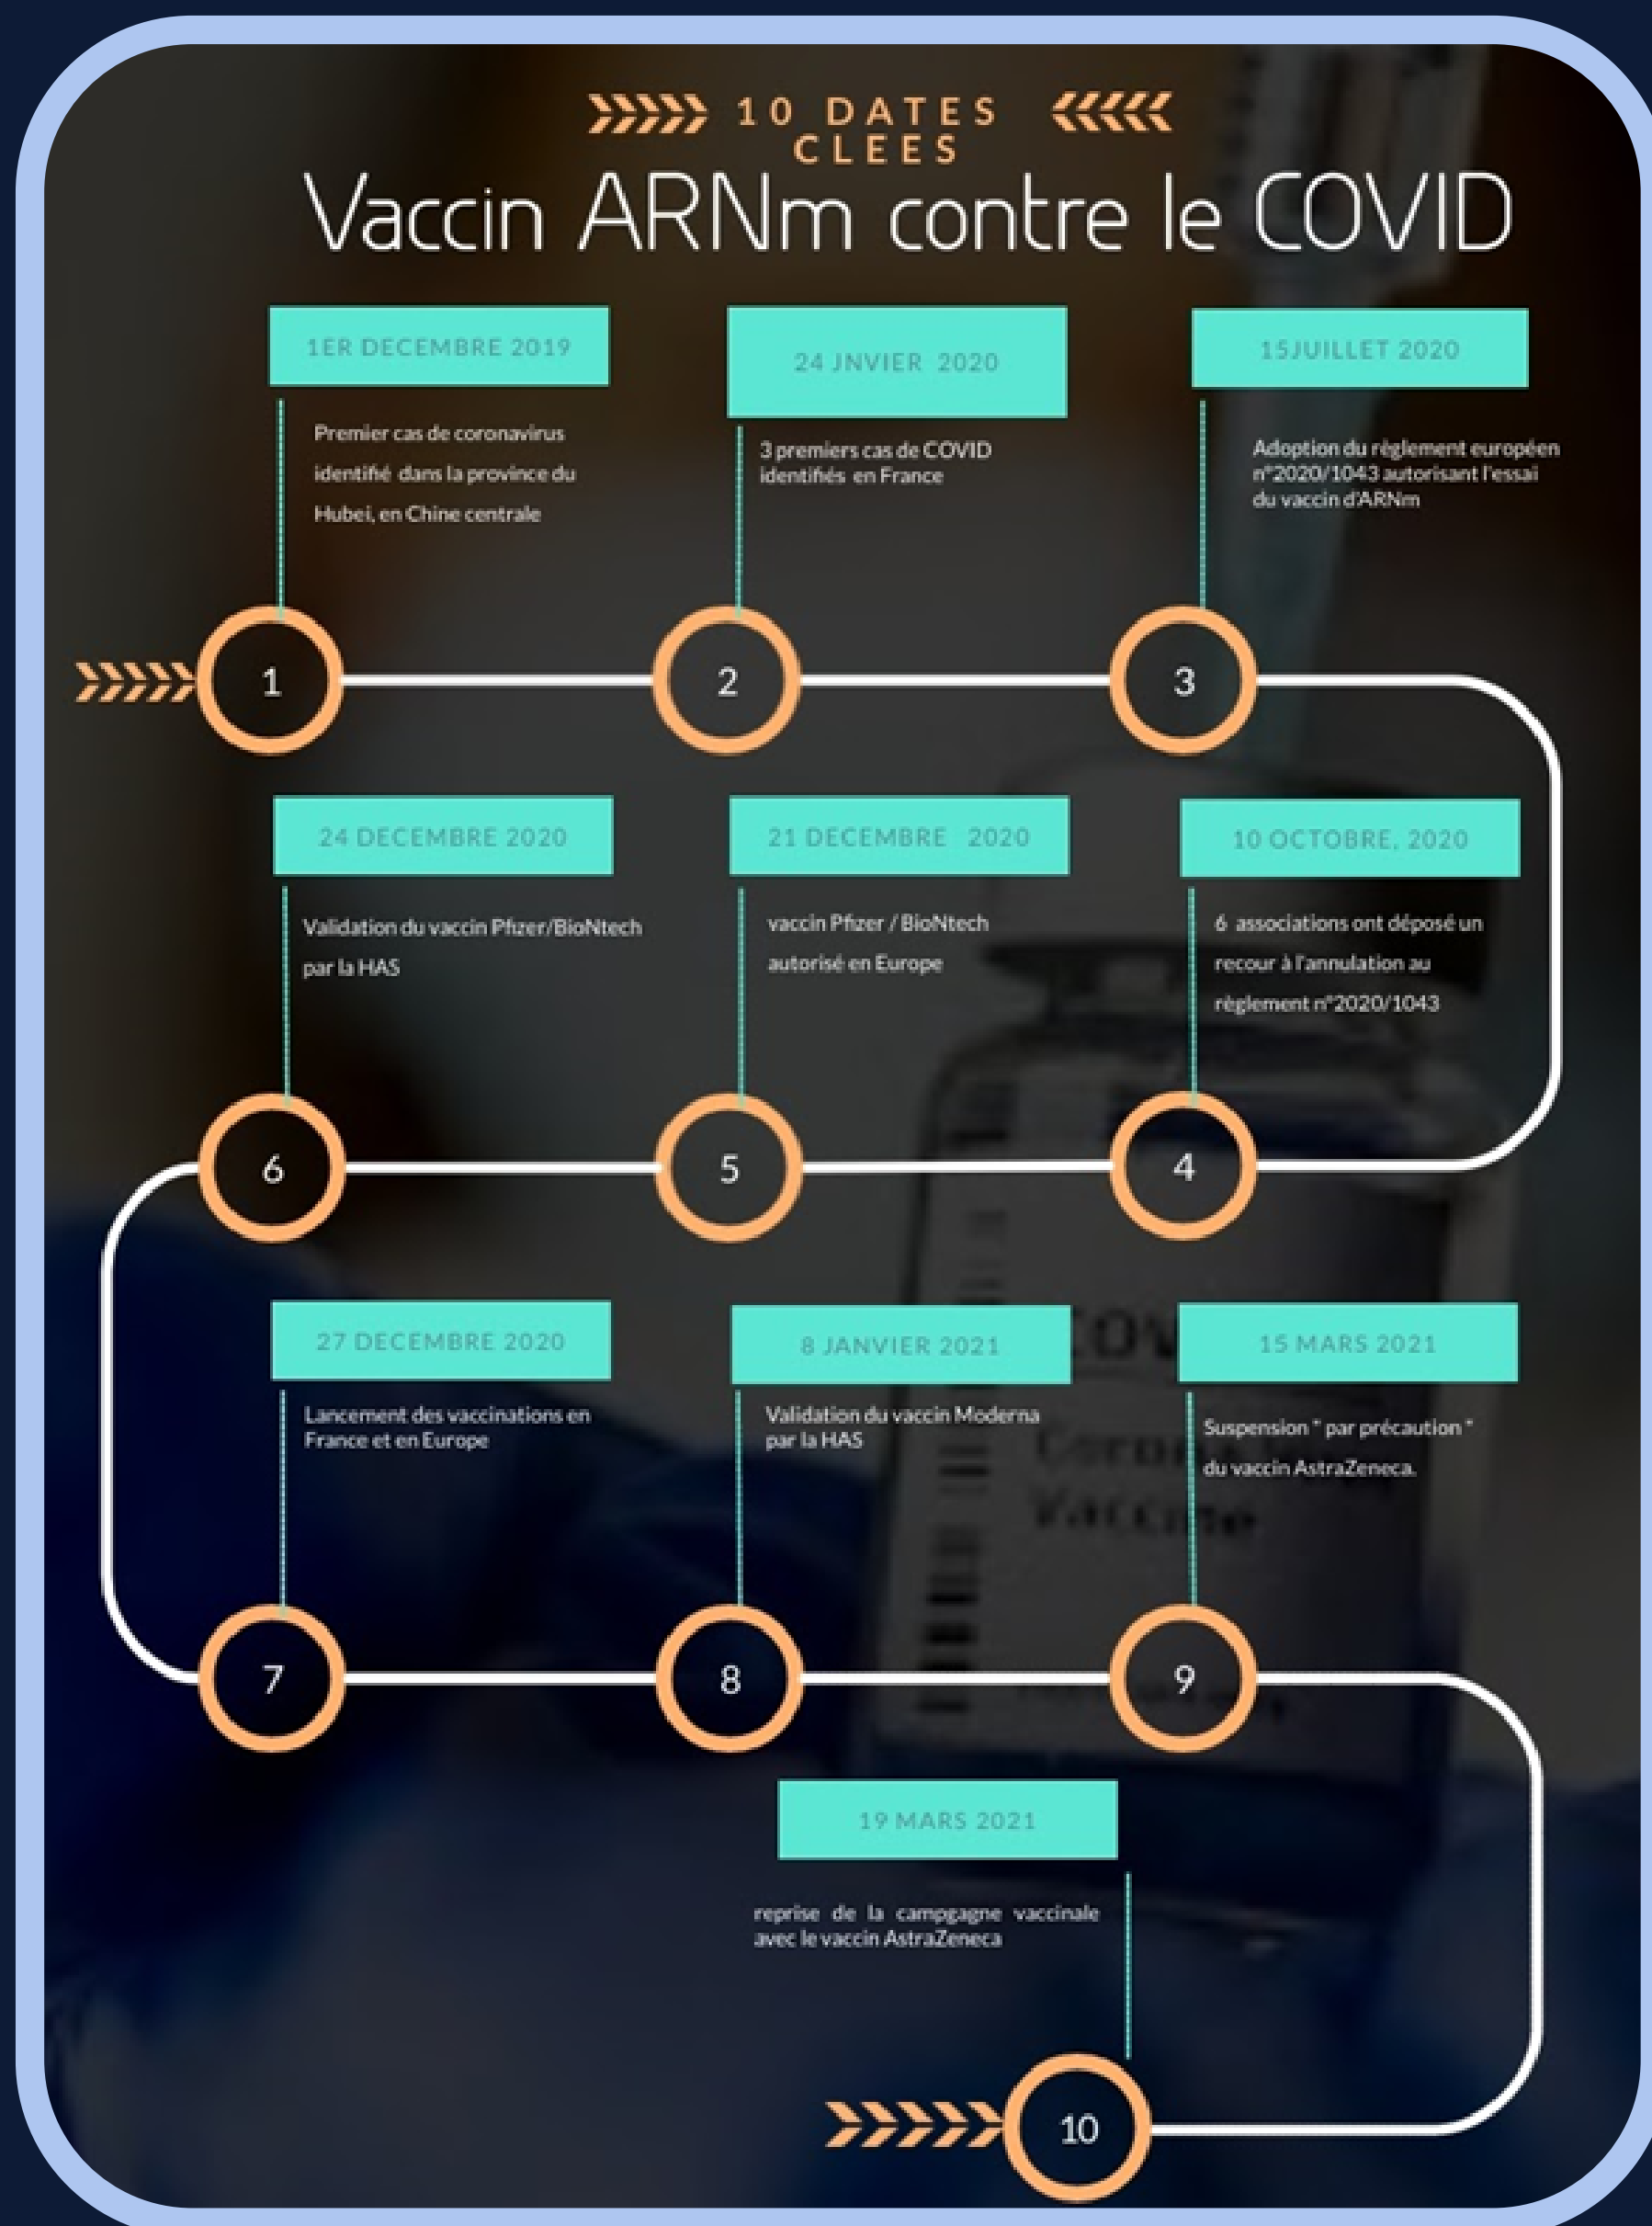 10 DATES
CLEES
Vaccin ARNm contre le COVID
1ER DECEMBRE 2019
Premier cas de coronavirus
identifié dans la province du
Hubei, en Chine centrale
1
24 JNVIER 2020
3 premiers cas de COVID
identifiés en France
2
15JUILLET 2020
Adoption du règlement européen
n°2020/1043 autorisant l'essai
du vaccin d'ARNm
3
10 OCTOBRE, 2020
6 associations ont déposé un
recour à l'annulation au
règlement n°2020/1043
4
21 DECEMBRE 2020
vaccin Pfizer / BioNtech
autorisé en Europe
5
24 DECEMBRE 2020
Validation du vaccin Pfizer/BioNtech
par la HAS
6
27 DECEMBRE 2020
Lancement des vaccinations en
France et en Europe
7
8 JANVIER 2021
Validation du vaccin Moderna
par la HAS
8
15 MARS 2021
Suspension " par précaution "
du vaccin AstraZeneca.
9
19 MARS 2021
reprise de la campgagne vaccinale
avec le vaccin AstraZeneca
10
COV
Vaccine